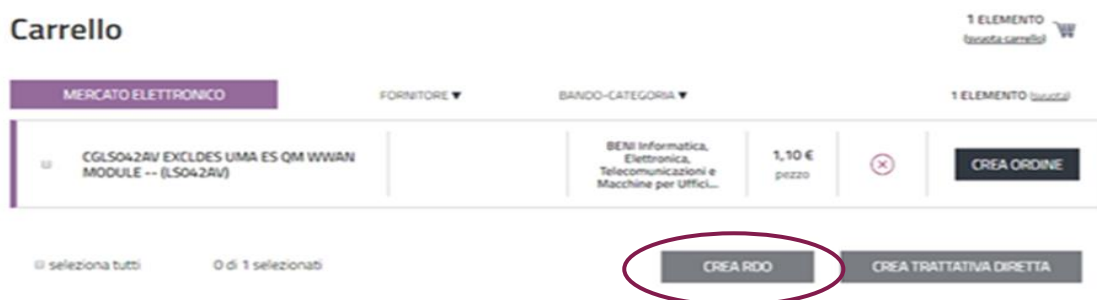 Carrello
1 ELEMENTO
(svuota carrello)
MERCATO ELETTRONICO
FORNITORE ▼
BANDO-CATEGORIA ▼
1 ELEMENTO (svuota)
CGLS042AV EXCLDES UMA ES QM WWAN
MODULE -- (LS042AV)
BENI Informatica,
Elettronica,
Telecomunicazioni e
Macchine per Uffici...
1,10 €
pezzo
CREA ORDINE
seleziona tutti
0 di 1 selezionati
CREA RDO
CREA TRATTATIVA DIRETTA